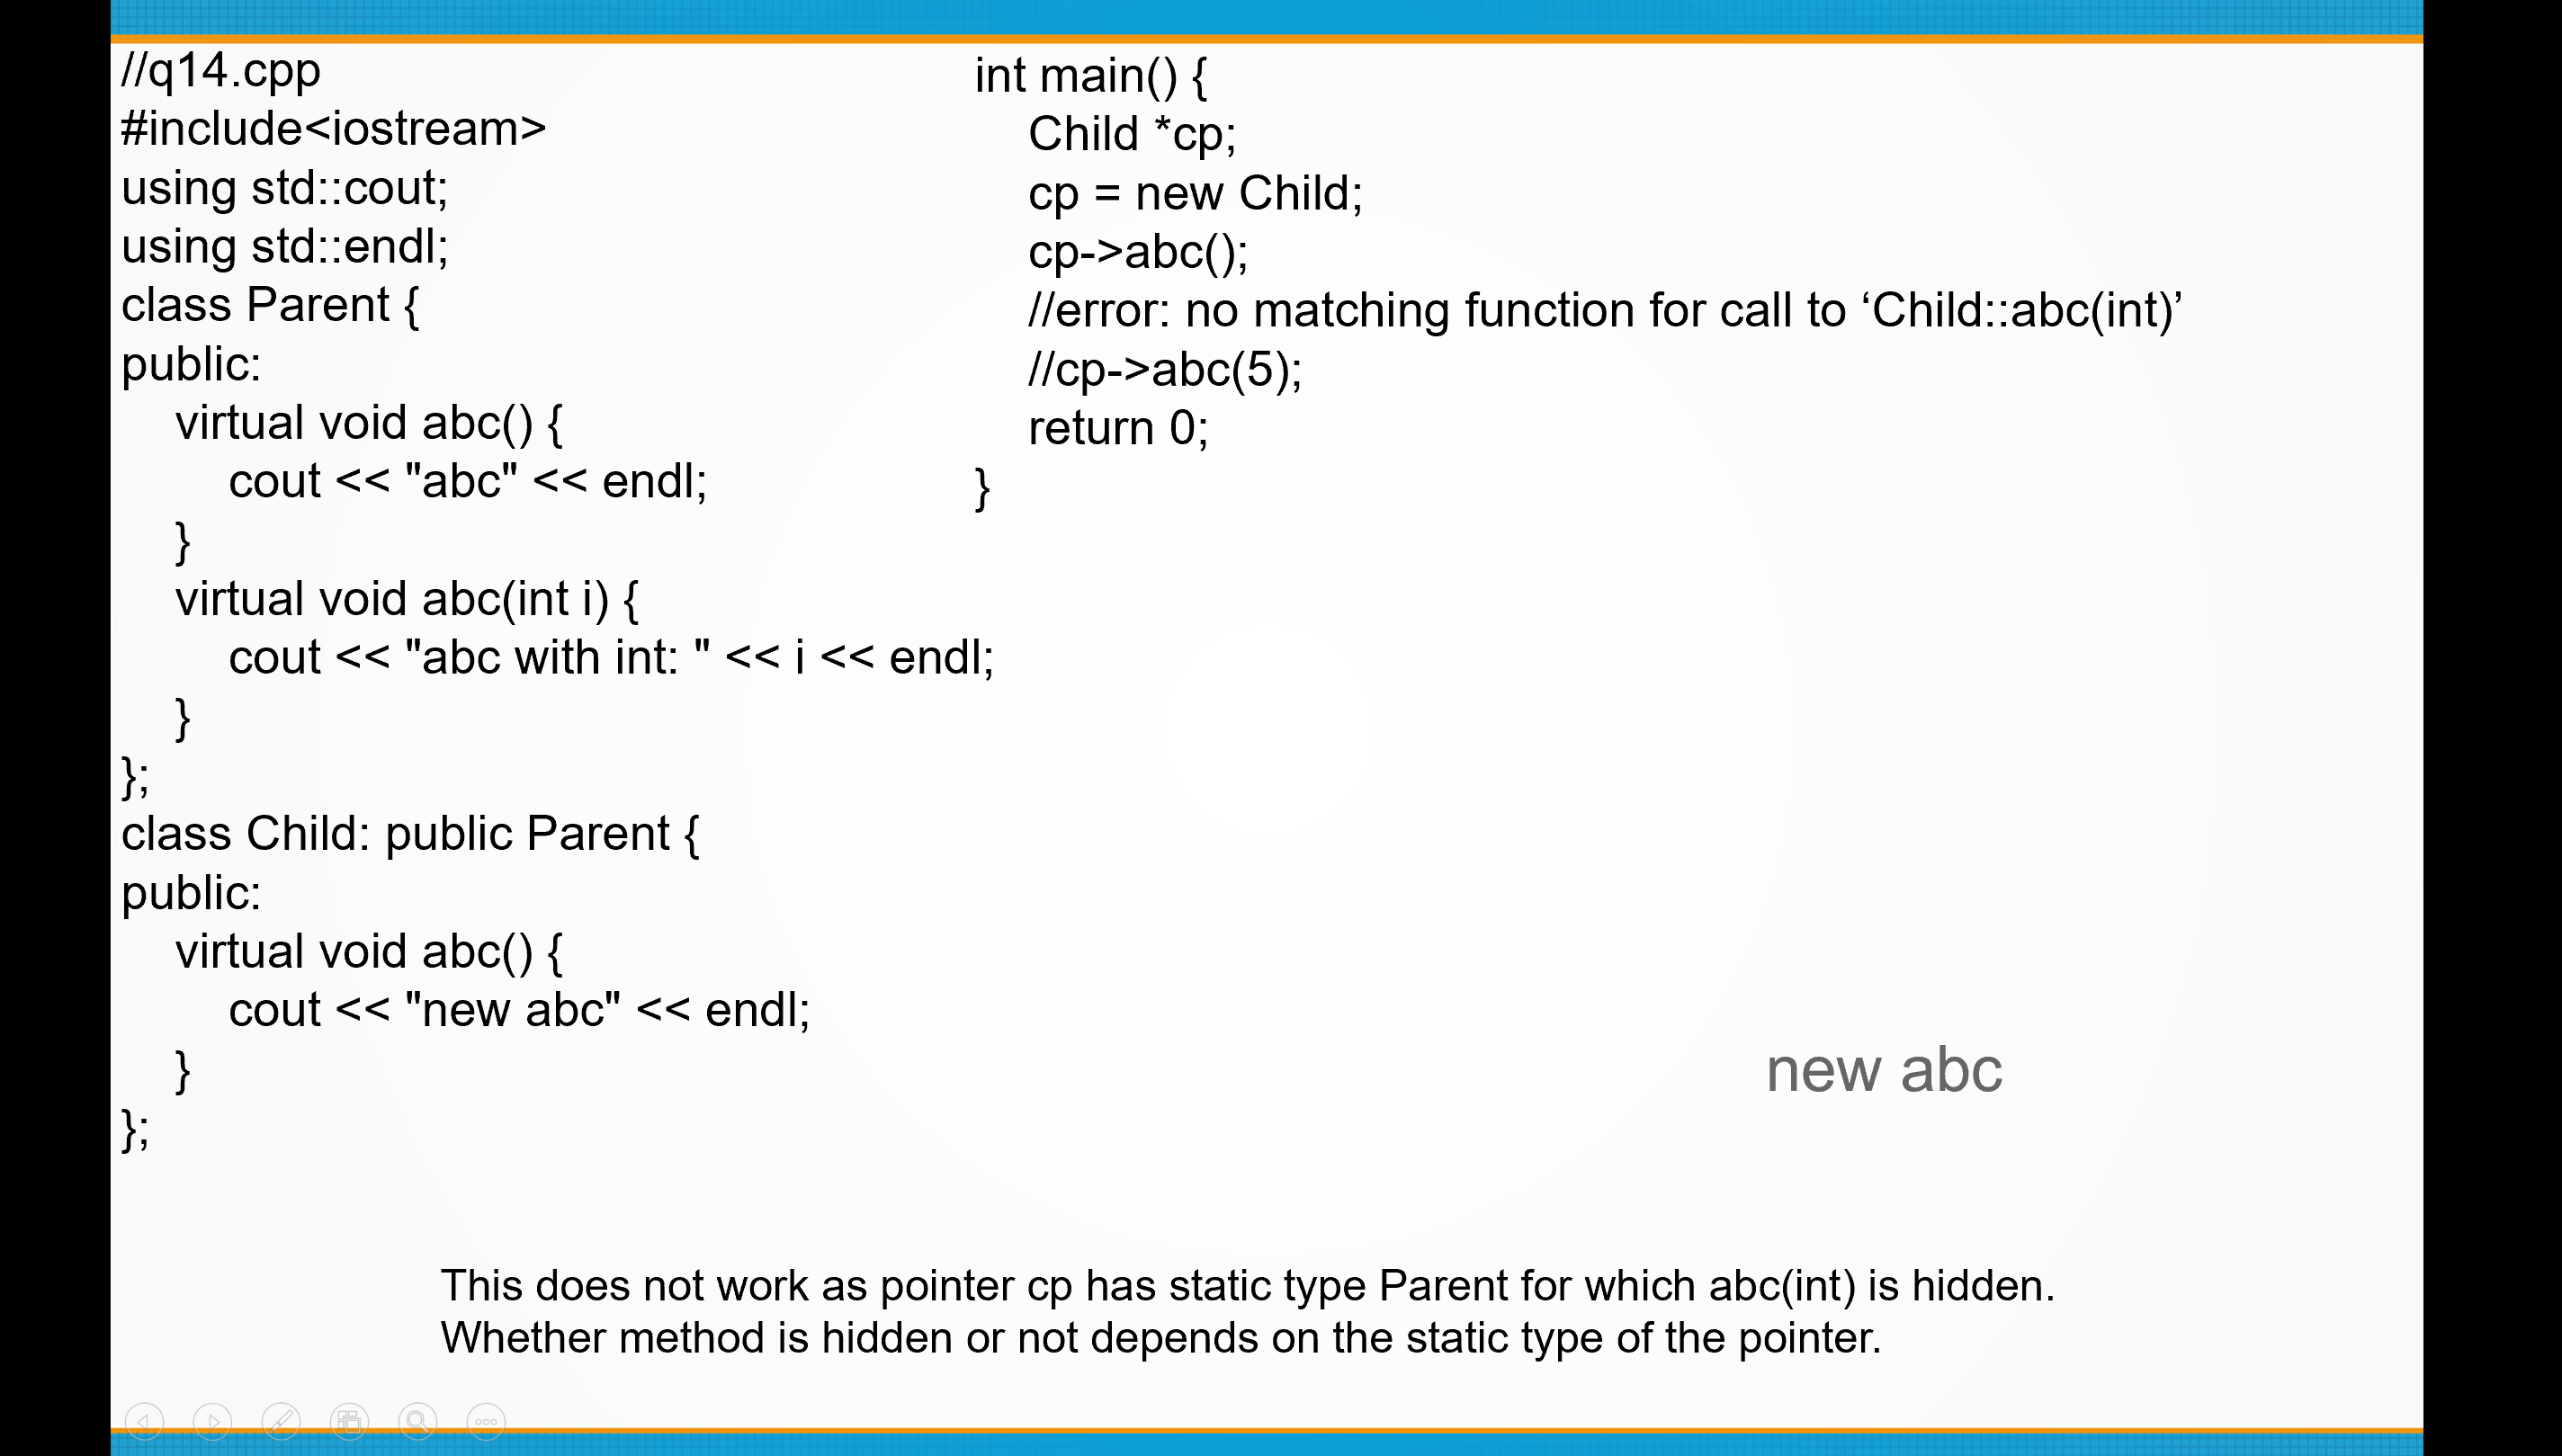 //q14.cpp
#include<iostream>
using std::cout;
using std::endl;
class Parent {
public:
    virtual void abc() {
        cout << "abc" << endl;
    }
    virtual void abc(int i) {
        cout << "abc with int: " << i << endl;
    }
};
class Child: public Parent {
public:
    virtual void abc() {
        cout << "new abc" << endl;
    }
};
int main() {
    Child *cp;
    cp = new Child;
    cp->abc();
    //error: no matching function for call to ‘Child::abc(int)’
    //cp->abc(5);
    return 0;
}
new abc
This does not work as pointer cp has static type Parent for which abc(int) is hidden.
Whether method is hidden or not depends on the static type of the pointer.